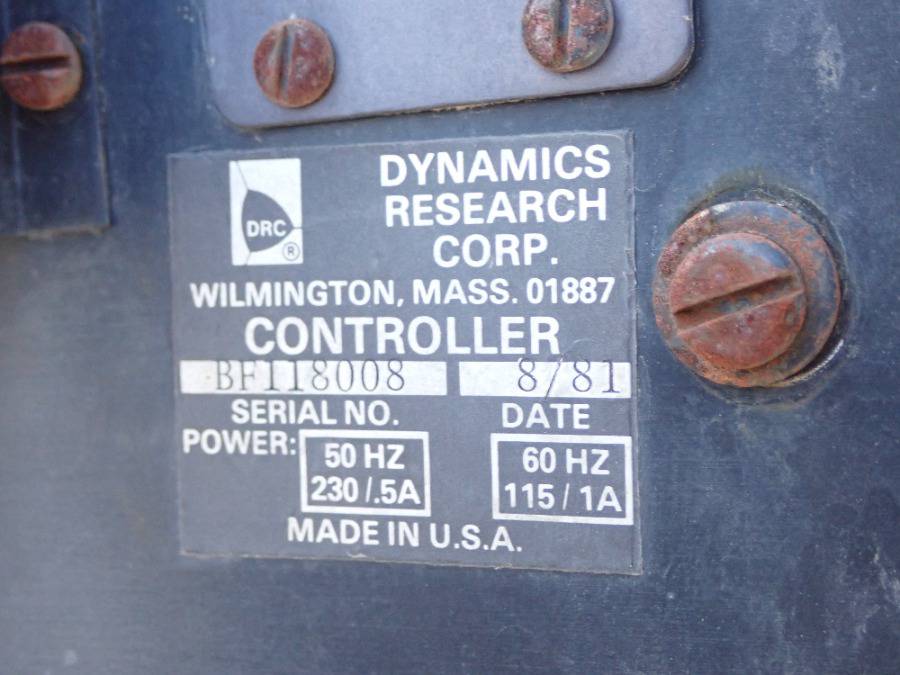 DRC
®
DYNAMICS
RESEARCH
CORP.
WILMINGTON, MASS. 01887
CONTROLLER
BF118008 8/81
SERIAL NO. DATE
POWER: 50 HZ 60 HZ
230/.5A 115/1A
MADE IN U.S.A.